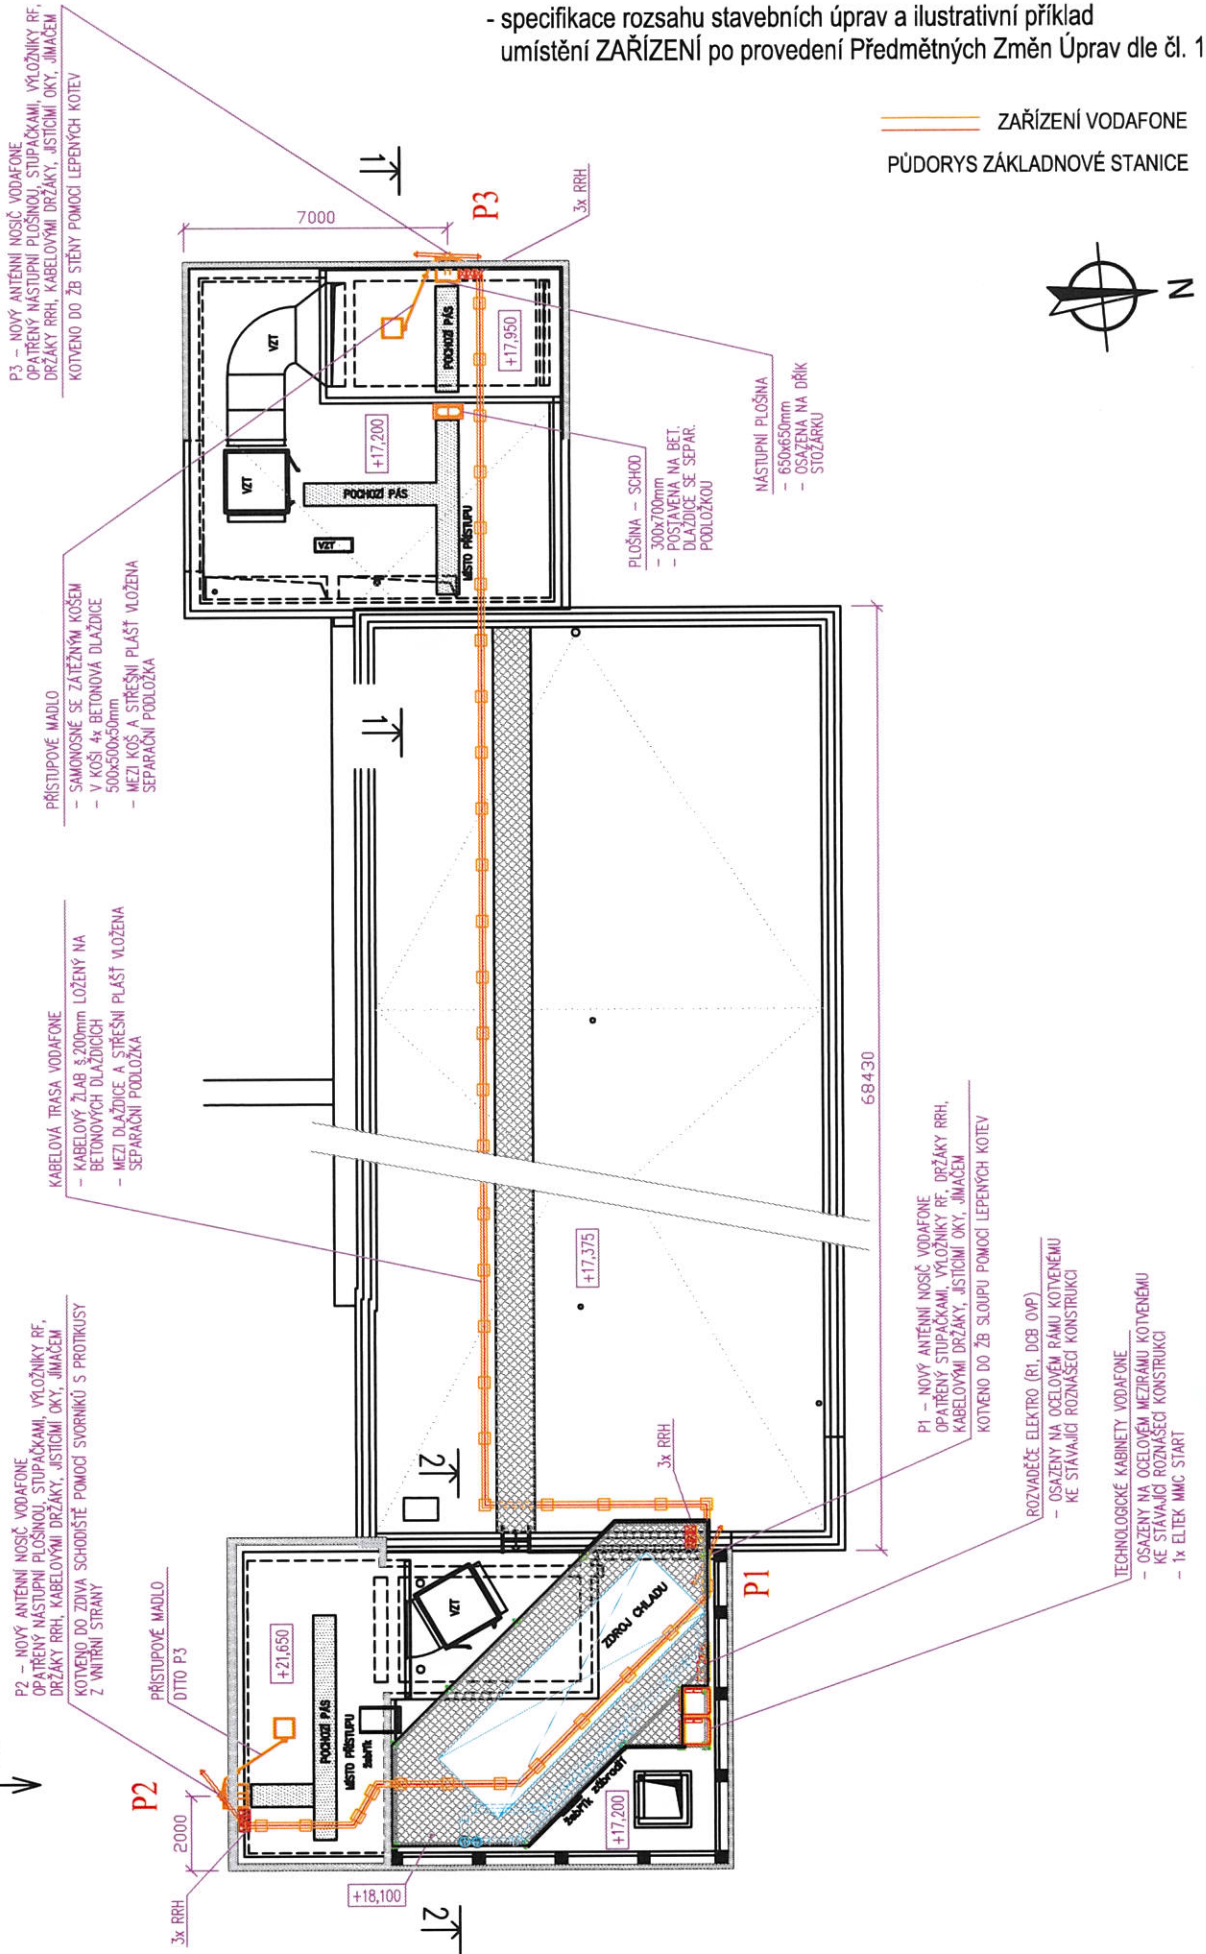 - specifikace rozsahu stavebních úprav a ilustrativní příklad
umístění ZAŘÍZENÍ po provedení Předmětných Změn Úprav dle čl. 1
ZAŘÍZENÍ VODAFONE
PŮDORYS ZÁKLADNOVÉ STANICE
N
P3 – NOVÝ ANTÉNNÍ NOSIČ VODAFONE
OPATŘENÝ NÁSTUPNÍ PLOŠINOU, STUPAČKAMI, VÝLOŽNÍKY RF,
DRŽÁKY RRH, KABELOVÝMI DRŽÁKY, JISTÍCÍMI OKY, JÍMAČEM
KOTVENO DO ŽB STĚNY POMOCÍ LEPENÝCH KOTEV
1
7000
P3
3x RRH
VZT
POCHOZÍ PÁS
+17,950
+17,200
VZT
POCHOZÍ PÁS
VZT
MÍSTO PŘÍSTUPU
NÁSTUPNÍ PLOŠINA
- 650x650mm
- OSAZENA NA DŘÍK
STOŽÁRKU
PLOŠINA – SCHOD
- 300x700mm
- POSTAVENA NA BET.
DLAŽDICE SE SEPAR.
PODLOŽKOU
PŘÍSTUPOVÉ MADLO
- SAMONOSNÉ SE ZÁTĚŽNÝM KOŠEM
- V KOŠI 4x BETONOVÁ DLAŽDICE
500x500x50mm
- MEZI KOŠ A STŘEŠNÍ PLÁŠŤ VLOŽENA
SEPARAČNÍ PODLOŽKA
1
KABELOVÁ TRASA VODAFONE
- KABELOVÝ ŽLAB š.200mm LOŽENÝ NA
BETONOVÝCH DLAŽDICÍCH
- MEZI DLAŽDICE A STŘEŠNÍ PLÁŠŤ VLOŽENA
SEPARAČNÍ PODLOŽKA
68430
+17,375
P2 – NOVÝ ANTÉNNÍ NOSIČ VODAFONE
OPATŘENÝ NÁSTUPNÍ PLOŠINOU, STUPAČKAMI, VÝLOŽNÍKY RF,
DRŽÁKY RRH, KABELOVÝMI DRŽÁKY, JISTÍCÍMI OKY, JÍMAČEM
KOTVENO DO ZDIVA SCHODIŠTĚ POMOCÍ SVORNÍKŮ S PROTIKUSY
Z VNITŘNÍ STRANY
PŘÍSTUPOVÉ MADLO
DTTO P3
2
3x RRH
P1 – NOVÝ ANTÉNNÍ NOSIČ VODAFONE
OPATŘENÝ STUPAČKAMI, VÝLOŽNÍKY RF, DRŽÁKY RRH,
KABELOVÝMI DRŽÁKY, JISTÍCÍMI OKY, JÍMAČEM
KOTVENO DO ŽB SLOUPU POMOCÍ LEPENÝCH KOTEV
P1
ROZVADĚČE ELEKTRO (R1, DCB OVP)
- OSAZENY NA OCELOVÉM RÁMU KOTVENÉMU
KE STÁVAJÍCÍ ROZNÁŠECÍ KONSTRUKCI
TECHNOLOGICKÉ KABINETY VODAFONE
- OSAZENY NA OCELOVÉM MEZIRÁMU KOTVENÉMU
KE STÁVAJÍCÍ ROZNÁŠECÍ KONSTRUKCI
- 1x ELTEK MMC START
+21,650
POCHOZÍ PÁS
MÍSTO PŘÍSTUPU
žebřík
VZT
ZDROJ CHLADU
žebřík zábradlí
+17,200
+18,100
P2
2000
3x RRH
2